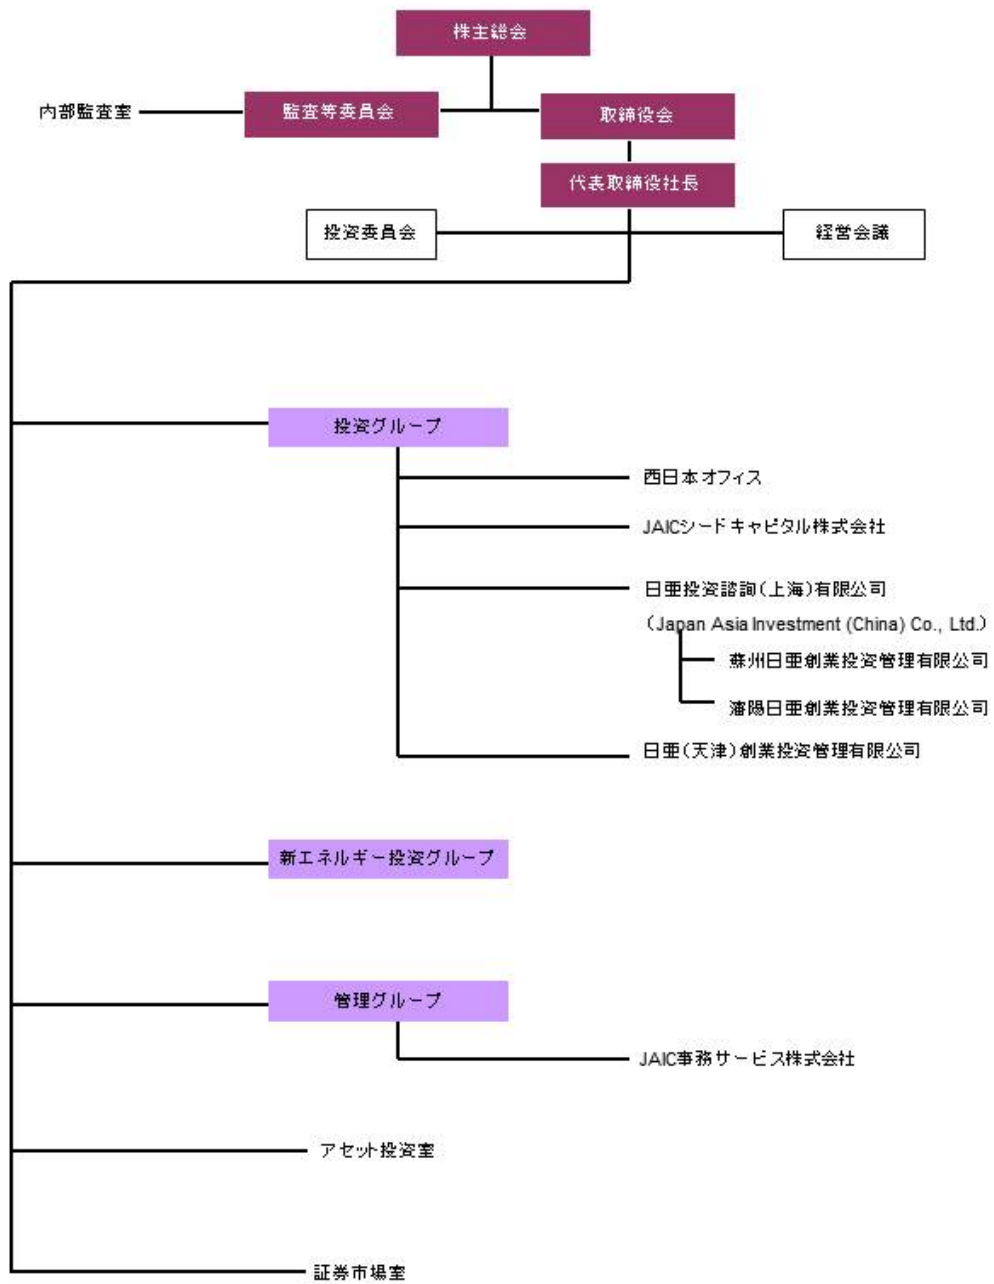 株主総会
内部監査室
監査等委員会
取締役会
代表取締役社長
投資委員会
経営会議
投資グループ
西日本オフィス
JAICシードキャピタル株式会社
日亜投資諮詢(上海)有限公司
(Japan Asia Investment (China) Co., Ltd.)
蘇州日亜創業投資管理有限公司
瀋陽日亜創業投資管理有限公司
日亜(天津)創業投資管理有限公司
新エネルギー投資グループ
管理グループ
JAIC事務サービス株式会社
アセット投資室
証券市場室